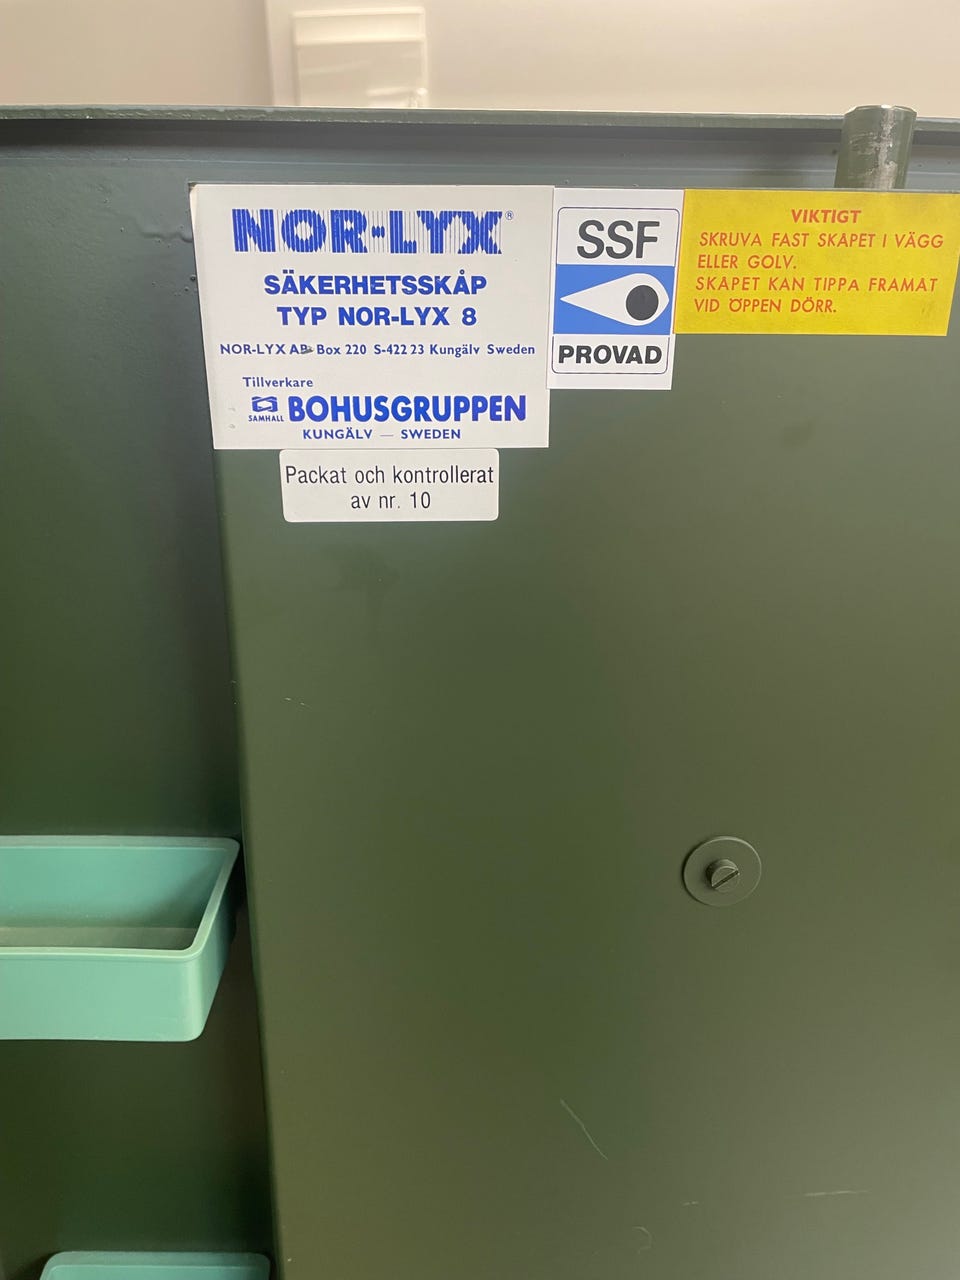 NOR-LYX®
SÄKERHETSSKÅP
TYP NOR-LYX 8
NOR-LYX AB Box 220 S-422 23 Kungälv Sweden
Tillverkare
SAMHALL BOHUSGRUPPEN
KUNGÄLV — SWEDEN
Packat och kontrollerat
av nr. 10
SSF
PROVAD
VIKTIGT
SKRUVA FAST SKÅPET I VÄGG
ELLER GOLV.
SKÅPET KAN TIPPA FRAMÅT
VID ÖPPEN DÖRR.